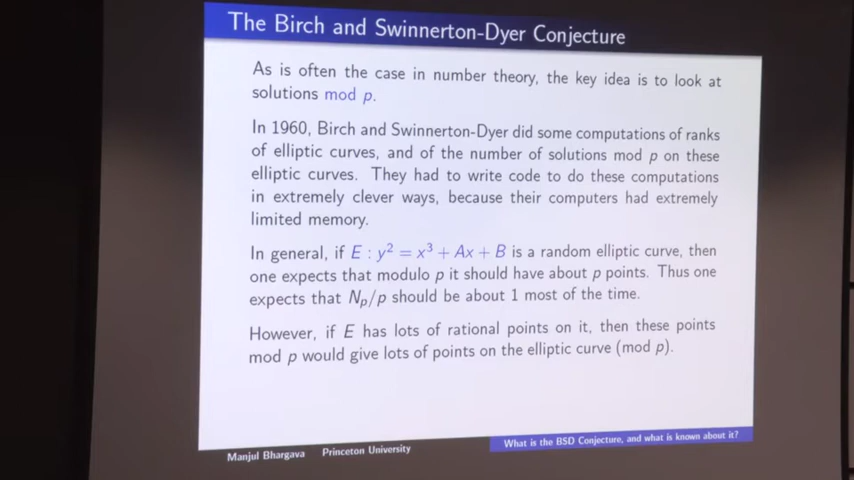 The Birch and Swinnerton-Dyer Conjecture
As is often the case in number theory, the key idea is to look at
solutions mod p.
In 1960, Birch and Swinnerton-Dyer did some computations of ranks
of elliptic curves, and of the number of solutions mod p on these
elliptic curves. They had to write code to do these computations
in extremely clever ways, because their computers had extremely
limited memory.
In general, if E : y² = x³ + Ax + B is a random elliptic curve, then
one expects that modulo p it should have about p points. Thus one
expects that Nₚ/p should be about 1 most of the time.
However, if E has lots of rational points on it, then these points
mod p would give lots of points on the elliptic curve (mod p).
Manjul Bhargava Princeton University
What is the BSD Conjecture, and what is known about it?